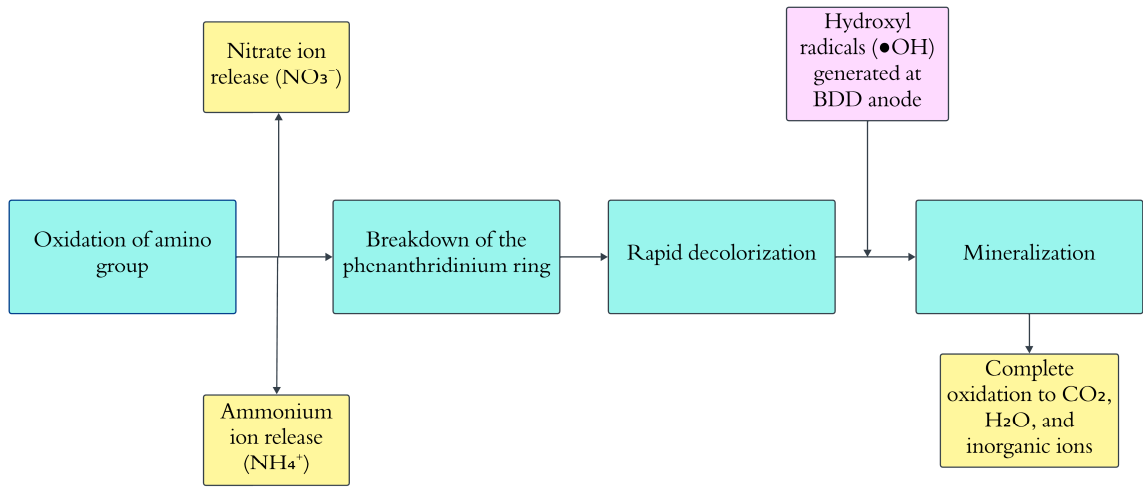 Nitrate ion
release (NO₃⁻)
Hydroxyl
radicals (●OH)
generated at
BDD anode
Oxidation of amino
group
Breakdown of the
phenanthridinium ring
Rapid decolorization
Mineralization
Ammonium
ion release
(NH₄⁺)
Complete
oxidation to CO₂,
H₂O, and
inorganic ions